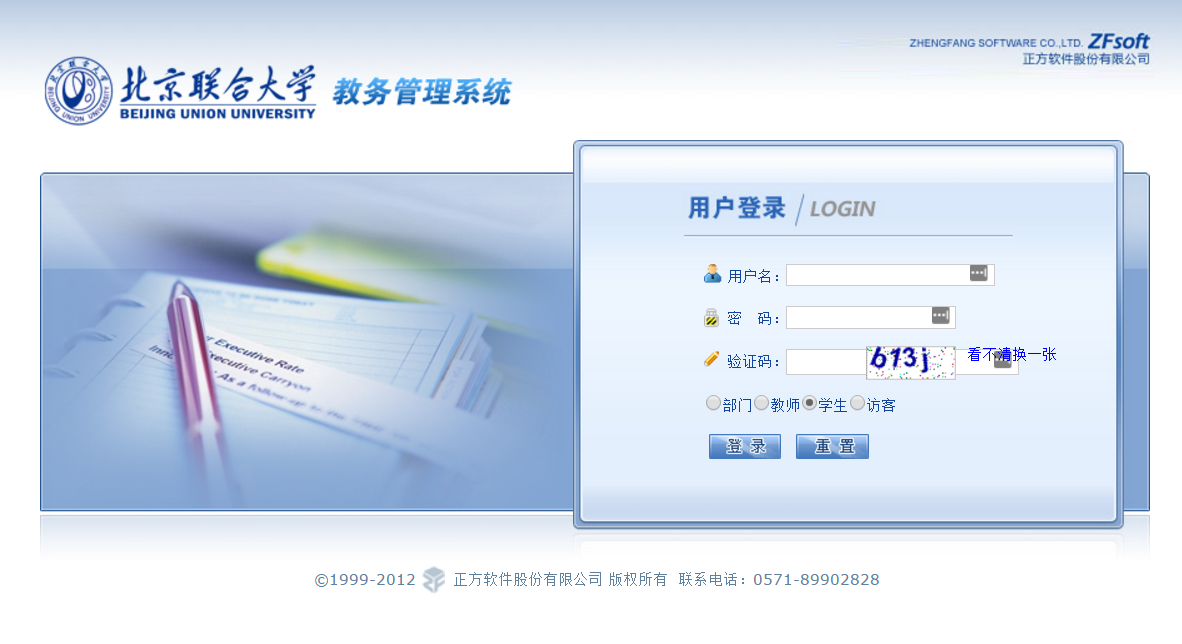 ZHENGFANG SOFTWARE CO.,LTD. ZFsoft
正方软件股份有限公司
北京联合大学 教务管理系统
BEIJING UNION UNIVERSITY
用户登录 / LOGIN
用户名：
密 码：
验证码： 613j 看不清换一张
部门 教师 学生 访客
登 录 重 置
Executive Rate
Executive Carryon
As a follow-up to the
©1999-2012 正方软件股份有限公司 版权所有 联系电话：0571-89902828